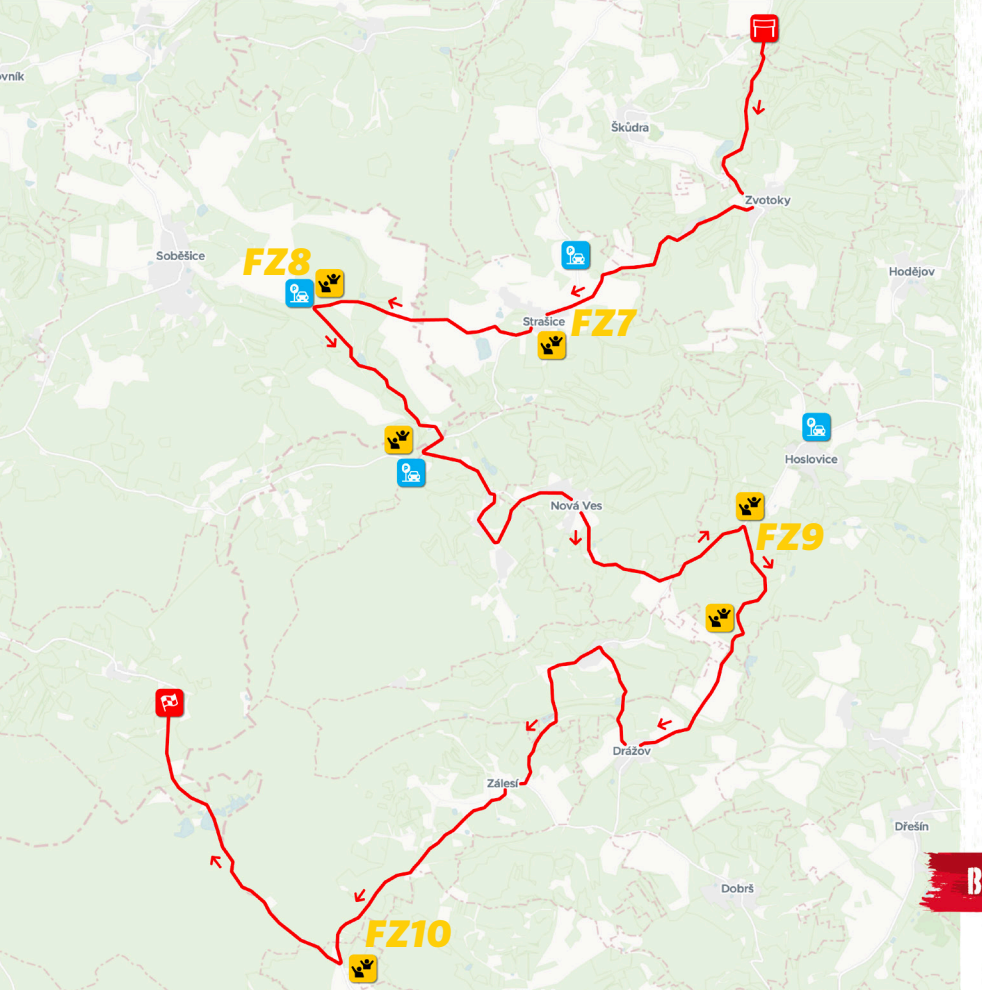 ovník
Škůdra
Zvotoky
Soběšice
FZ8
Hodějov
Strašice
FZ7
Hoslovice
Nová Ves
FZ9
Drážov
Zálesí
Dřešín
B
Dobrš
FZ10